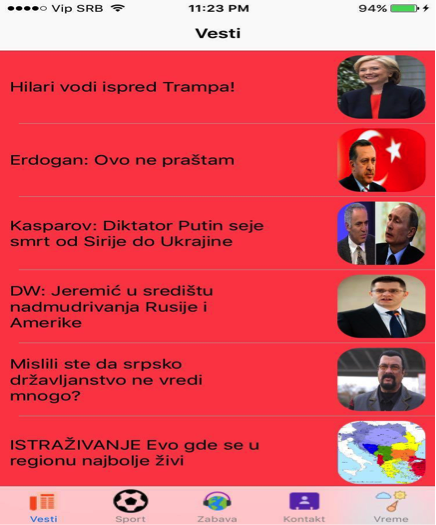 Vip SRB 11:23 PM 94%
Vesti
Hilari vodi ispred Trampa!
Erdogan: Ovo ne praštam
Kasparov: Diktator Putin seje
smrt od Sirije do Ukrajine
DW: Jeremić u središtu
nadmudrivanja Rusije i
Amerike
Mislili ste da srpsko
državljanstvo ne vredi
mnogo?
ISTRAŽIVANJE Evo gde se u
regionu najbolje živi
Vesti Sport Zabava Kontakt Vreme